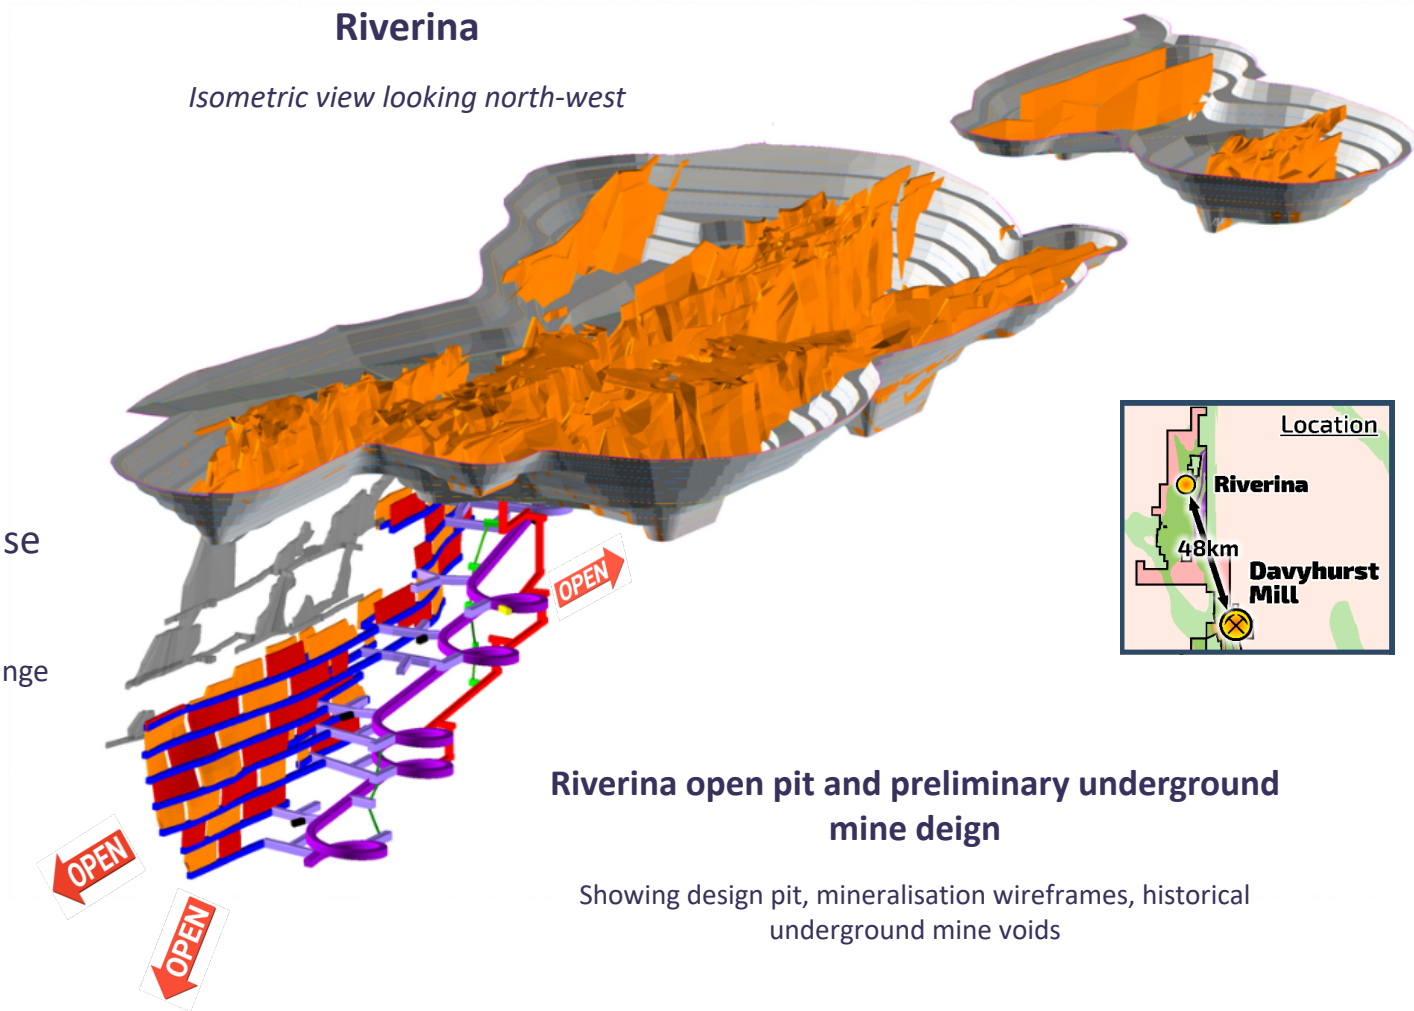 Riverina
Isometric view looking north-west
Location
Riverina
48km
Davyhurst
Mill
se
nge
OPEN
OPEN
OPEN
Riverina open pit and preliminary underground
mine deign
Showing design pit, mineralisation wireframes, historical
underground mine voids